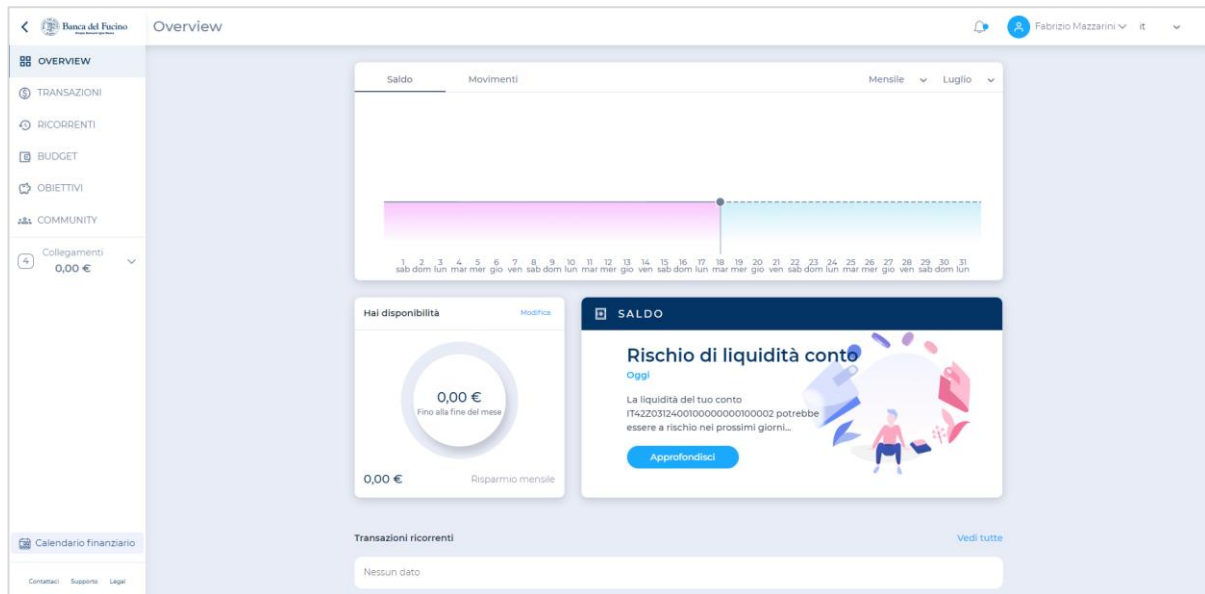 Banca del Fucino
Overview
Fabrizio Mazzarini
it
OVERVIEW
TRANSAZIONI
RICORRENTI
BUDGET
OBIETTIVI
COMMUNITY
4
Collegamenti
0,00 €
Calendario finanziario
Contattaci Supporto Legal
Saldo Movimenti Mensile Luglio
1 2 3 4 5 6 7 8 9 10 11 12 13 14 15 16 17 18 19 20 21 22 23 24 25 26 27 28 29 30 31
sab dom lun mar mer gio ven sab dom lun mar mer gio ven sab dom lun mar mer gio ven sab dom lun mar mer gio ven sab dom lun
Hai disponibilità Modifica
0,00 €
Fino alla fine del mese
0,00 € Risparmio mensile
SALDO
Rischio di liquidità conto
Oggi
La liquidità del tuo conto
IT42Z0312400100000000100002 potrebbe
essere a rischio nei prossimi giorni...
Approfondisci
Transazioni ricorrenti Vedi tutte
Nessun dato